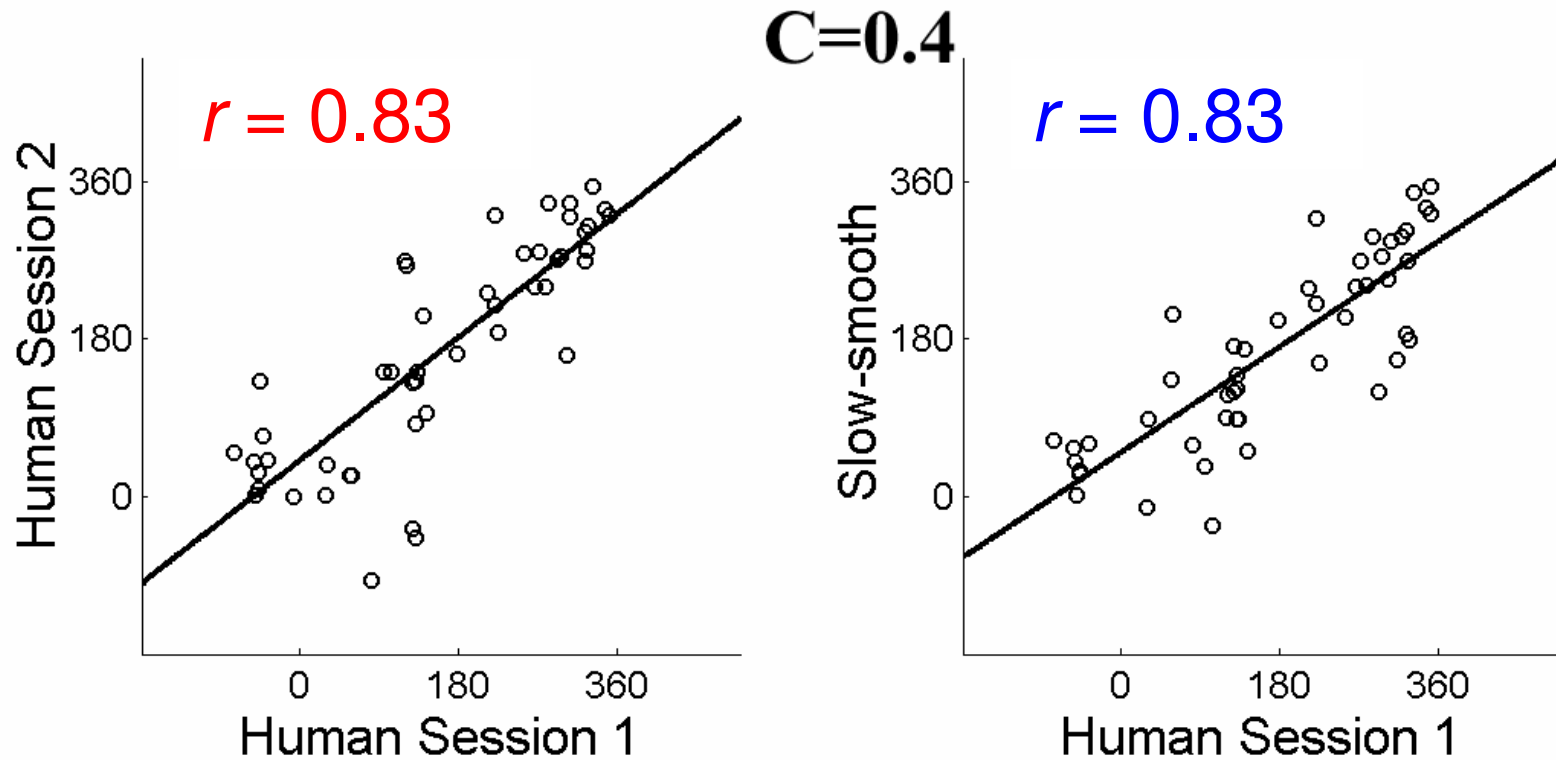 C=0.4
r = 0.83
Human Session 2
360
180
0
0 180 360
Human Session 1
r = 0.83
Slow-smooth
360
180
0
0 180 360
Human Session 1